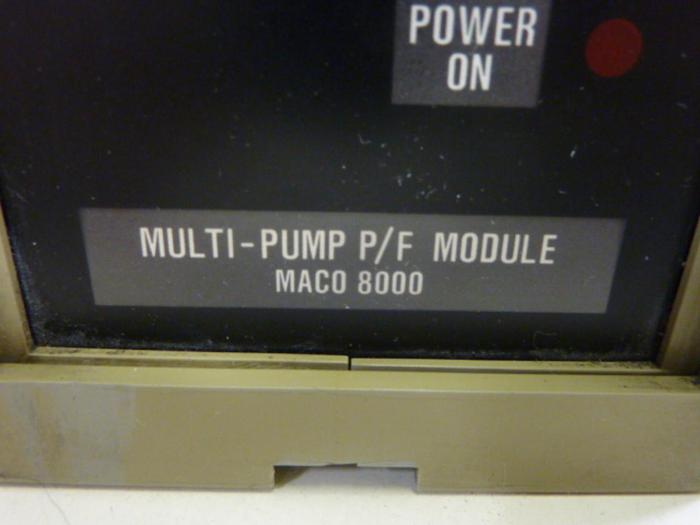 POWER
ON
MULTI-PUMP P/F MODULE
MACO 8000